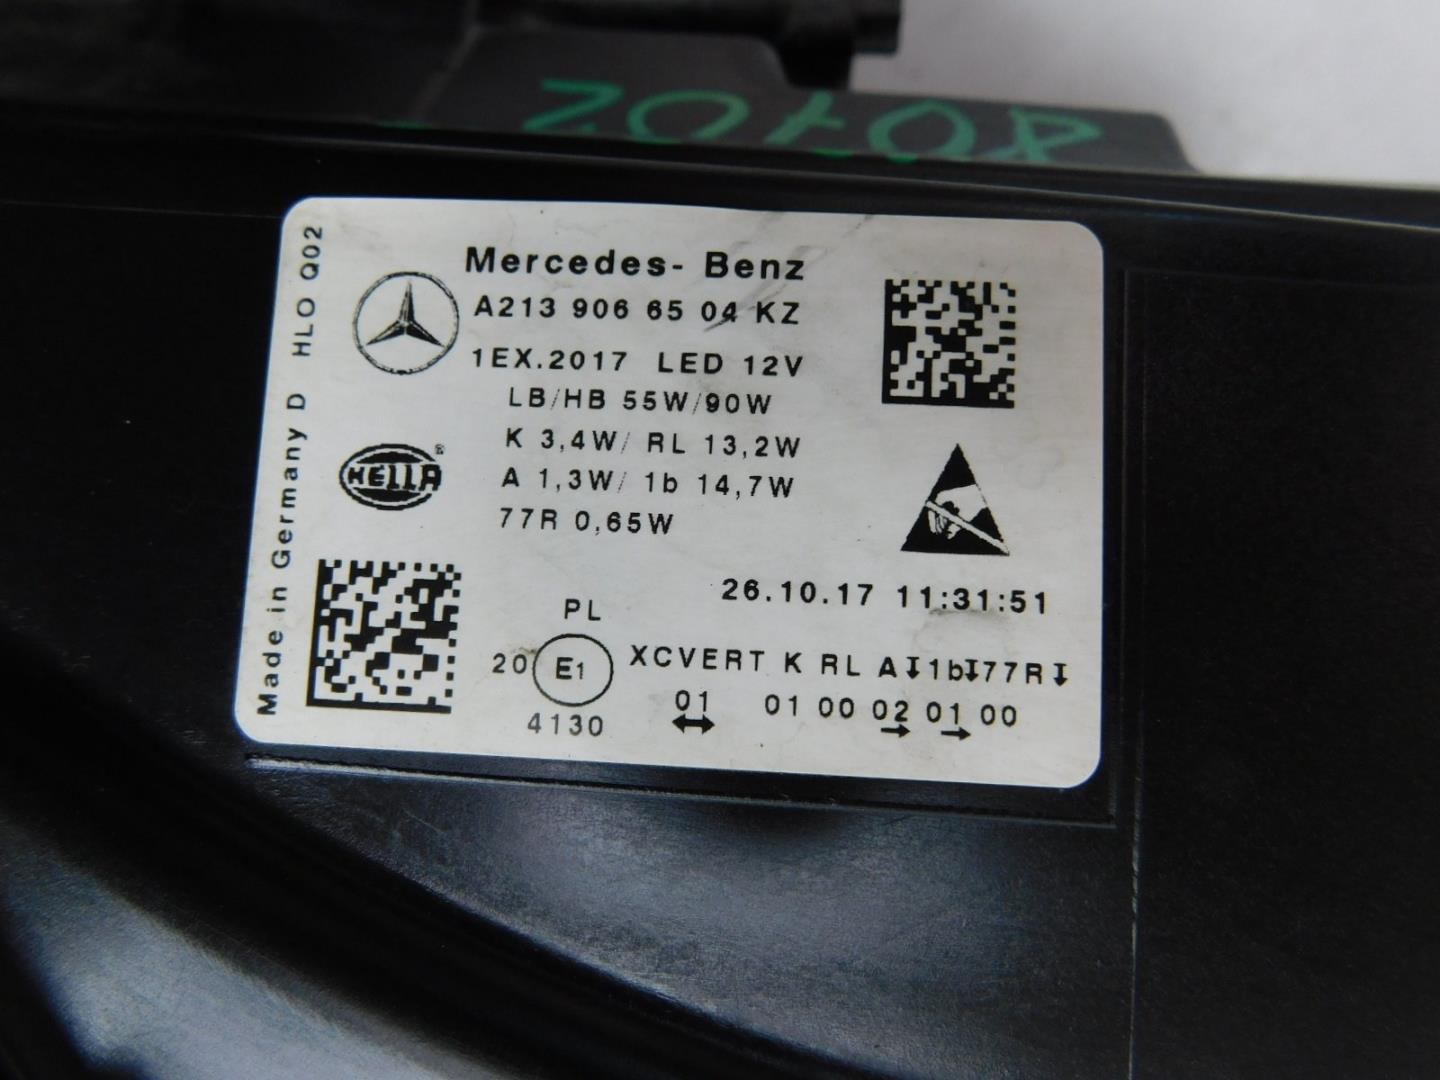 20708
HLO Q02
Made in Germany D
Mercedes- Benz
A213 906 65 04 KZ
1EX.2017 LED 12V
LB/HB 55W/90W
K 3,4W/ RL 13,2W
A 1,3W/ 1b 14,7W
77R 0,65W
HELLA®
26.10.17 11:31:51
PL
20 E1 XCVERT K RL A↧1b↧77R↧
4130 01 01 00 02 01 00
↔ → →